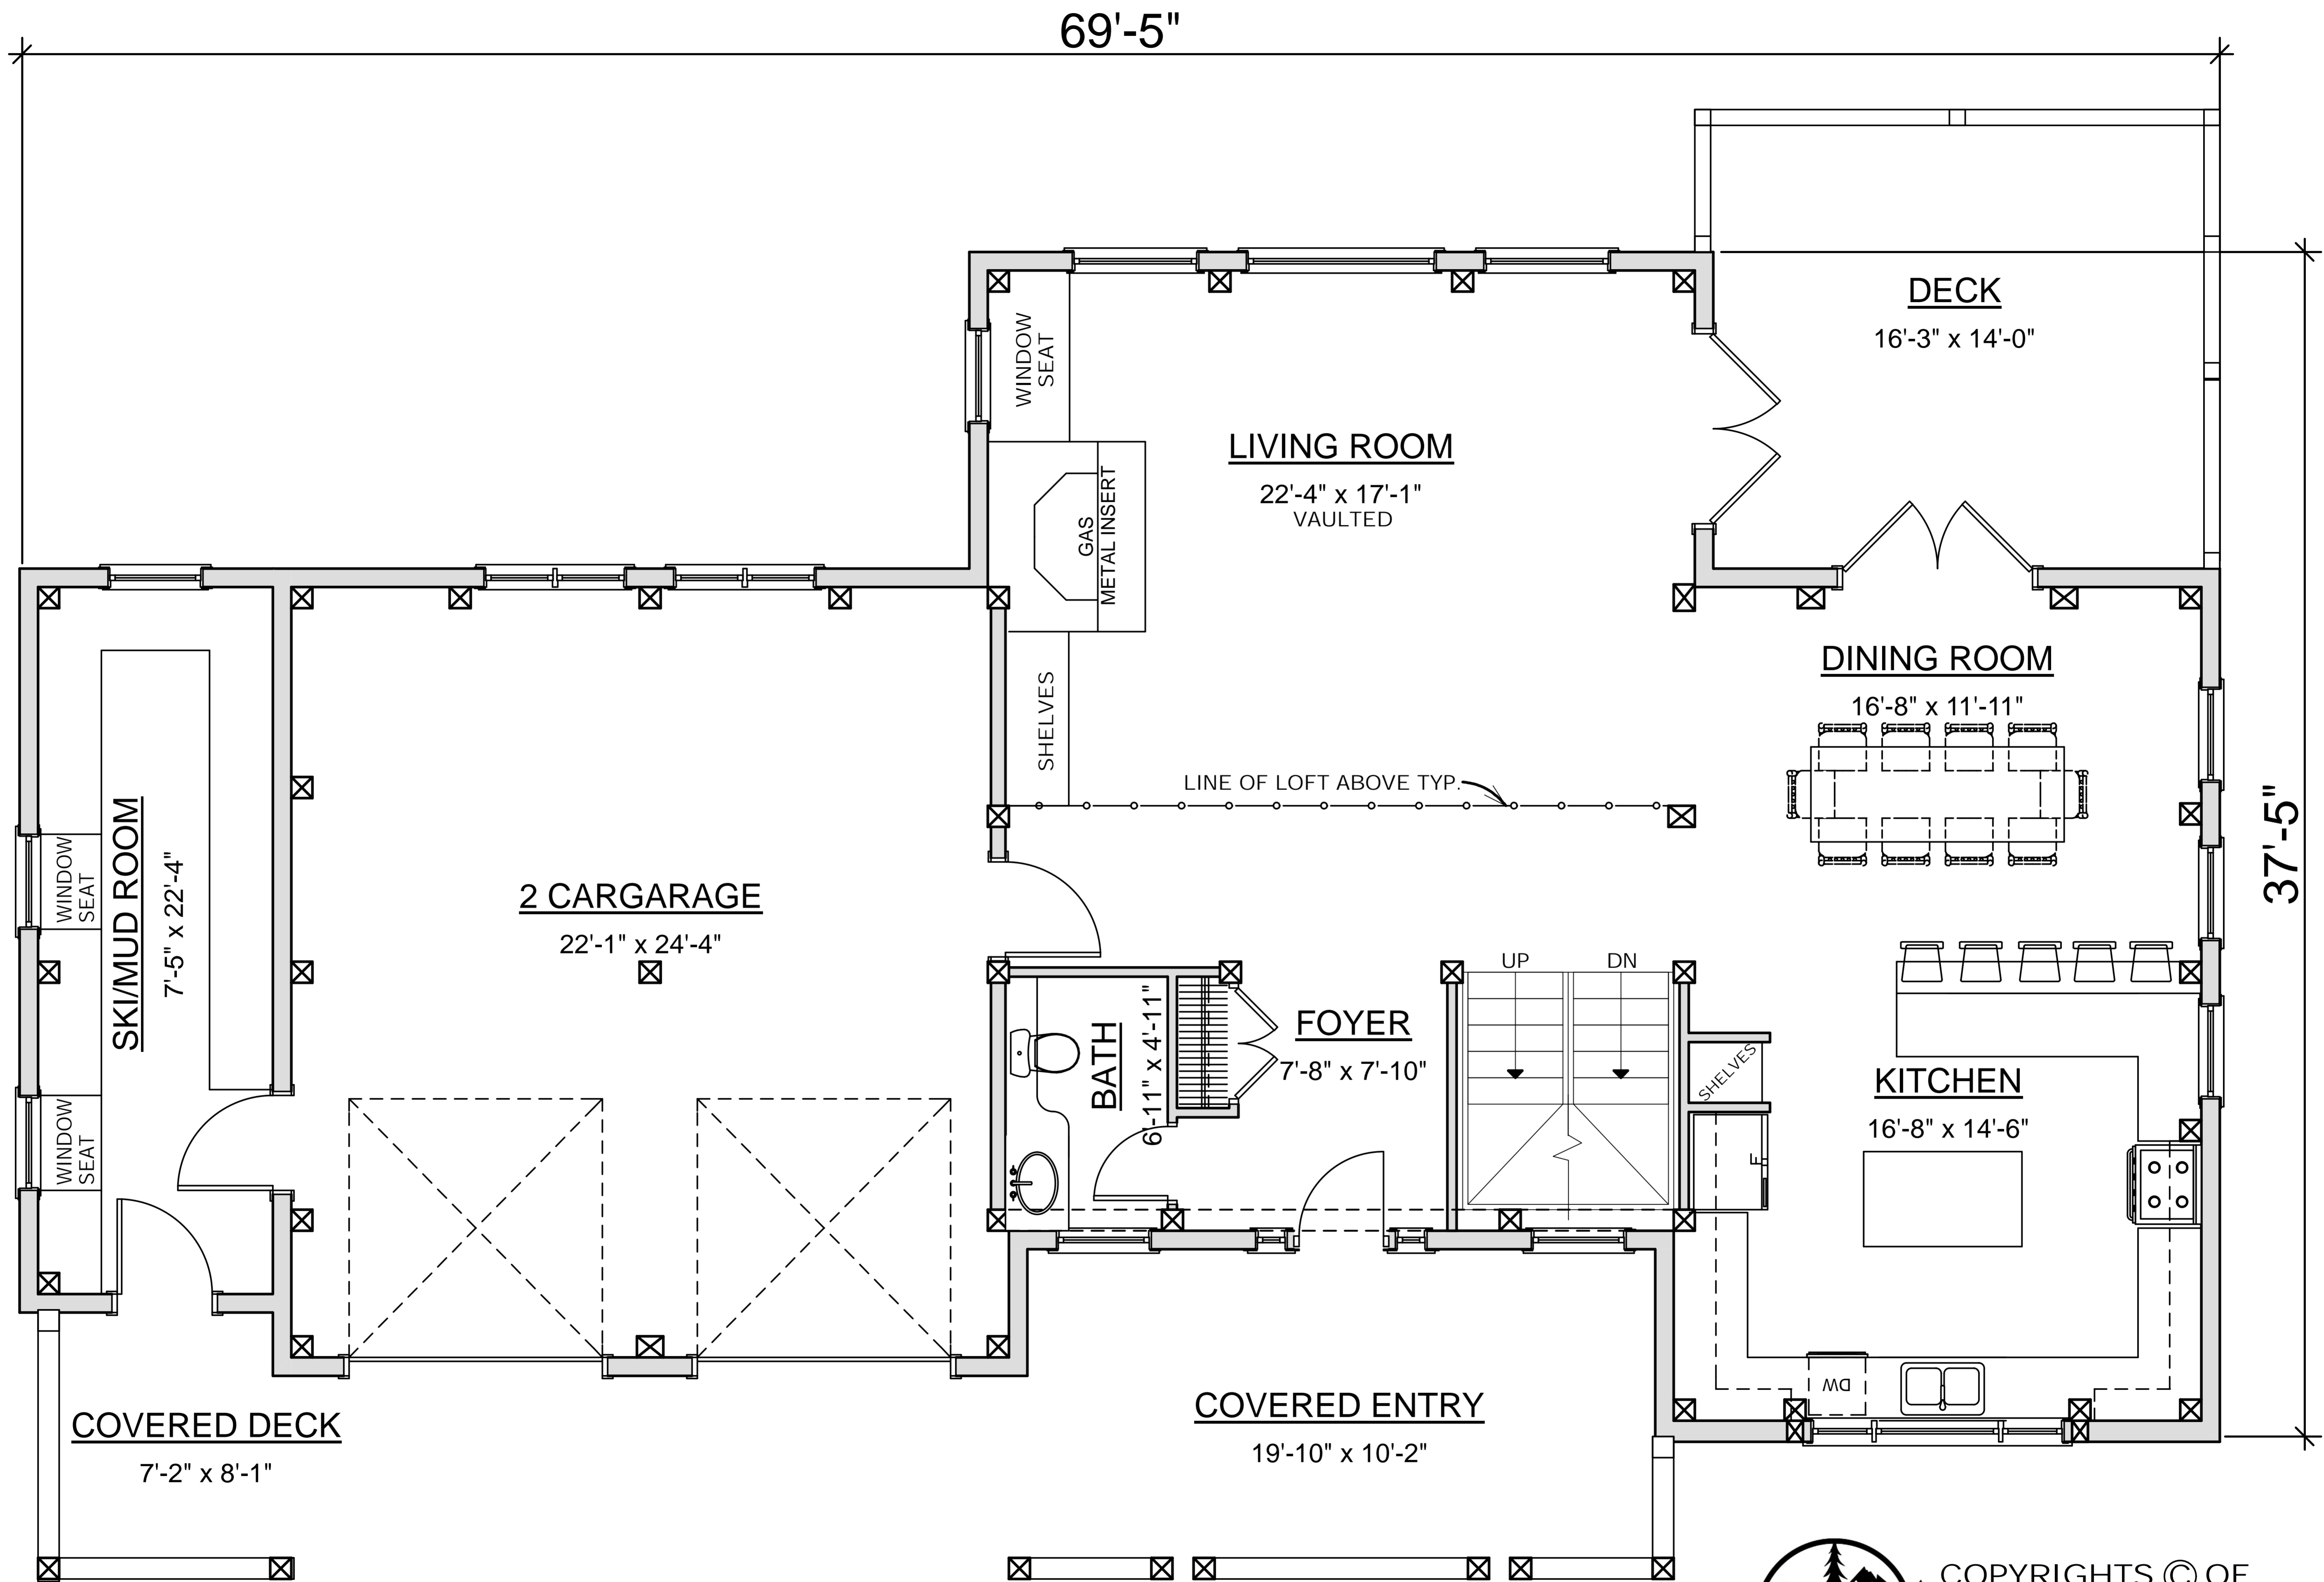 69'-5"
DECK
16'-3" x 14'-0"
WINDOW
SEAT
LIVING ROOM
22'-4" x 17'-1"
VAULTED
GAS
METAL INSERT
DINING ROOM
16'-8" x 11'-11"
SHELVES
LINE OF LOFT ABOVE TYP.
37'-5"
SKI/MUD ROOM
7'-5" x 22'-4"
WINDOW
SEAT
WINDOW
SEAT
2 CARGARAGE
22'-1" x 24'-4"
UP
DN
BATH
6'-11" x 4'-11"
FOYER
7'-8" x 7'-10"
SHELVES
F
KITCHEN
16'-8" x 14'-6"
DW
COVERED DECK
7'-2" x 8'-1"
COVERED ENTRY
19'-10" x 10'-2"
COPYRIGHTS © OF